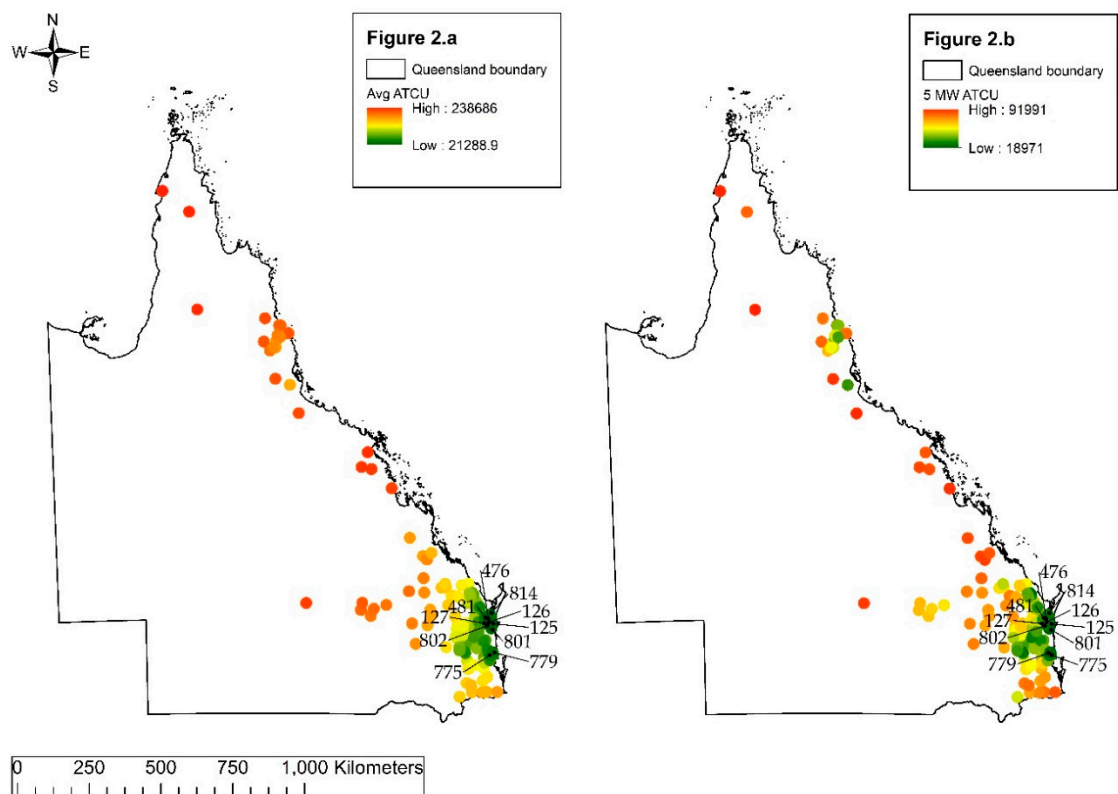 N
W E
S
Figure 2.a
Queensland boundary
Avg ATCU
High : 238686
Low : 21288.9
476
814
481
126
127
125
802
801
779
775
Figure 2.b
Queensland boundary
5 MW ATCU
High : 91991
Low : 18971
476
814
481
126
127
125
802
801
779
775
0 250 500 750 1,000 Kilometers